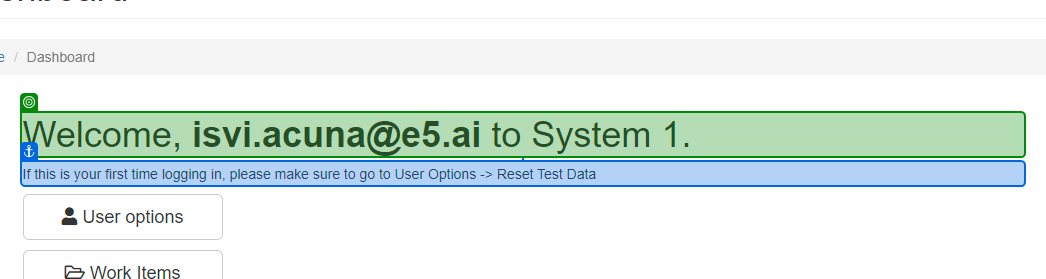 / Dashboard
Welcome, isvi.acuna@e5.ai to System 1.
If this is your first time logging in, please make sure to go to User Options -> Reset Test Data
User options
Work Items